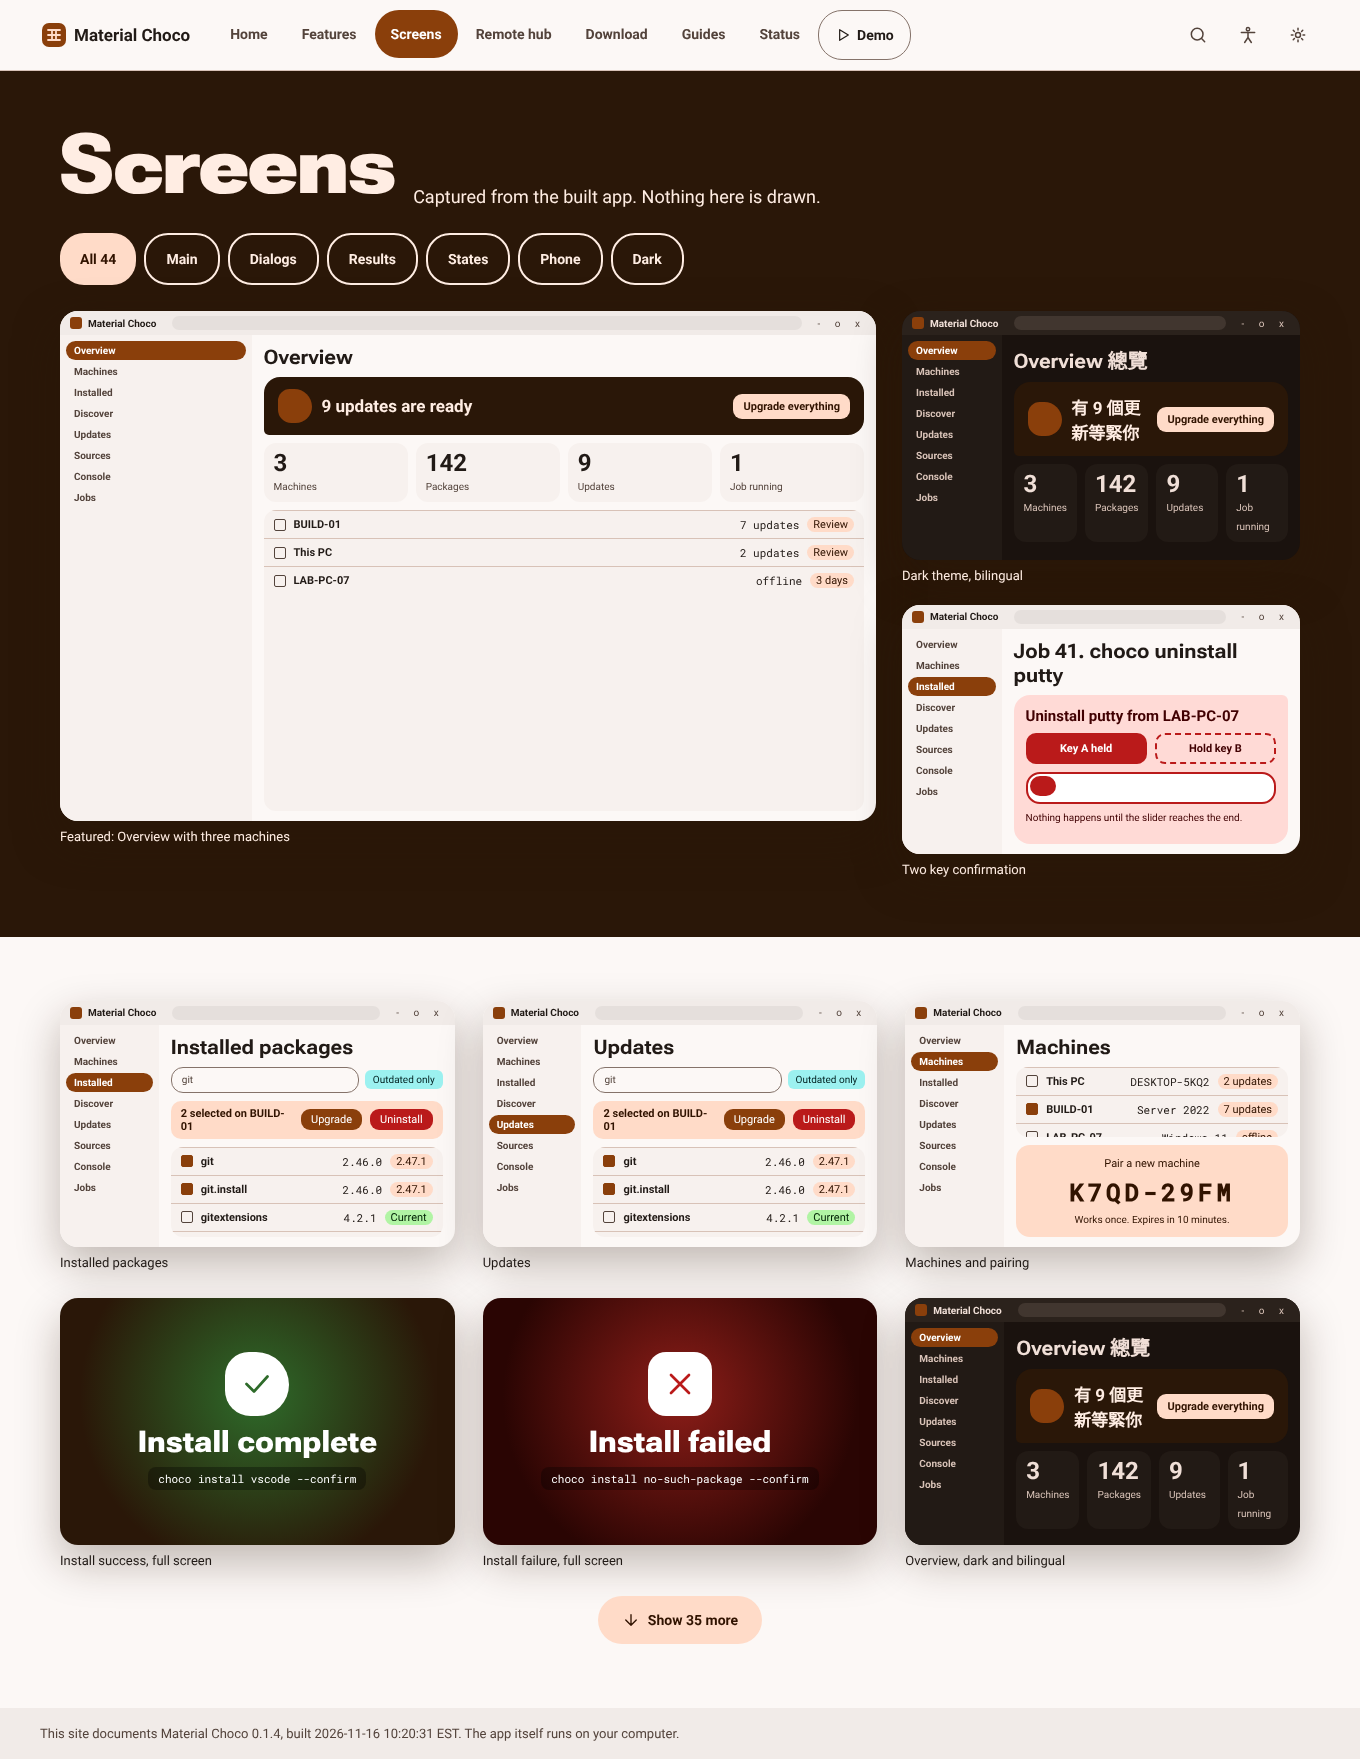 Material Choco
Home
Features
Screens
Remote hub
Download
Guides
Status
Demo
Screens
Captured from the built app. Nothing here is drawn.
All 44
Main
Dialogs
Results
States
Phone
Dark
Material Choco
- o x
Overview
Machines
Installed
Discover
Updates
Sources
Console
Jobs
Overview
9 updates are ready
Upgrade everything
3
Machines
142
Packages
9
Updates
1
Job running
BUILD-01 7 updates Review
This PC 2 updates Review
LAB-PC-07 offline 3 days
Featured: Overview with three machines
Material Choco
- o x
Overview
Machines
Installed
Discover
Updates
Sources
Console
Jobs
Overview 總覽
有 9 個更
新等緊你
Upgrade everything
3
Machines
142
Packages
9
Updates
1
Job
running
Dark theme, bilingual
Material Choco
- o x
Overview
Machines
Installed
Discover
Updates
Sources
Console
Jobs
Job 41. choco uninstall
putty
Uninstall putty from LAB-PC-07
Key A held
Hold key B
Nothing happens until the slider reaches the end.
Two key confirmation
Material Choco
- o x
Overview
Machines
Installed
Discover
Updates
Sources
Console
Jobs
Installed packages
git
Outdated only
2 selected on BUILD-
01
Upgrade
Uninstall
git 2.46.0 2.47.1
git.install 2.46.0 2.47.1
gitextensions 4.2.1 Current
Installed packages
Material Choco
- o x
Overview
Machines
Installed
Discover
Updates
Sources
Console
Jobs
Updates
git
Outdated only
2 selected on BUILD-
01
Upgrade
Uninstall
git 2.46.0 2.47.1
git.install 2.46.0 2.47.1
gitextensions 4.2.1 Current
Updates
Material Choco
- o x
Overview
Machines
Installed
Discover
Updates
Sources
Console
Jobs
Machines
This PC DESKTOP-5KQ2 2 updates
BUILD-01 Server 2022 7 updates
LAB-PC-07 Windows 11 offline
Pair a new machine
K7QD-29FM
Works once. Expires in 10 minutes.
Machines and pairing
Install complete
choco install vscode --confirm
Install success, full screen
Install failed
choco install no-such-package --confirm
Install failure, full screen
Material Choco
- o x
Overview
Machines
Installed
Discover
Updates
Sources
Console
Jobs
Overview 總覽
有 9 個更
新等緊你
Upgrade everything
3
Machines
142
Packages
9
Updates
1
Job
running
Overview, dark and bilingual
Show 35 more
This site documents Material Choco 0.1.4, built 2026-11-16 10:20:31 EST. The app itself runs on your computer.